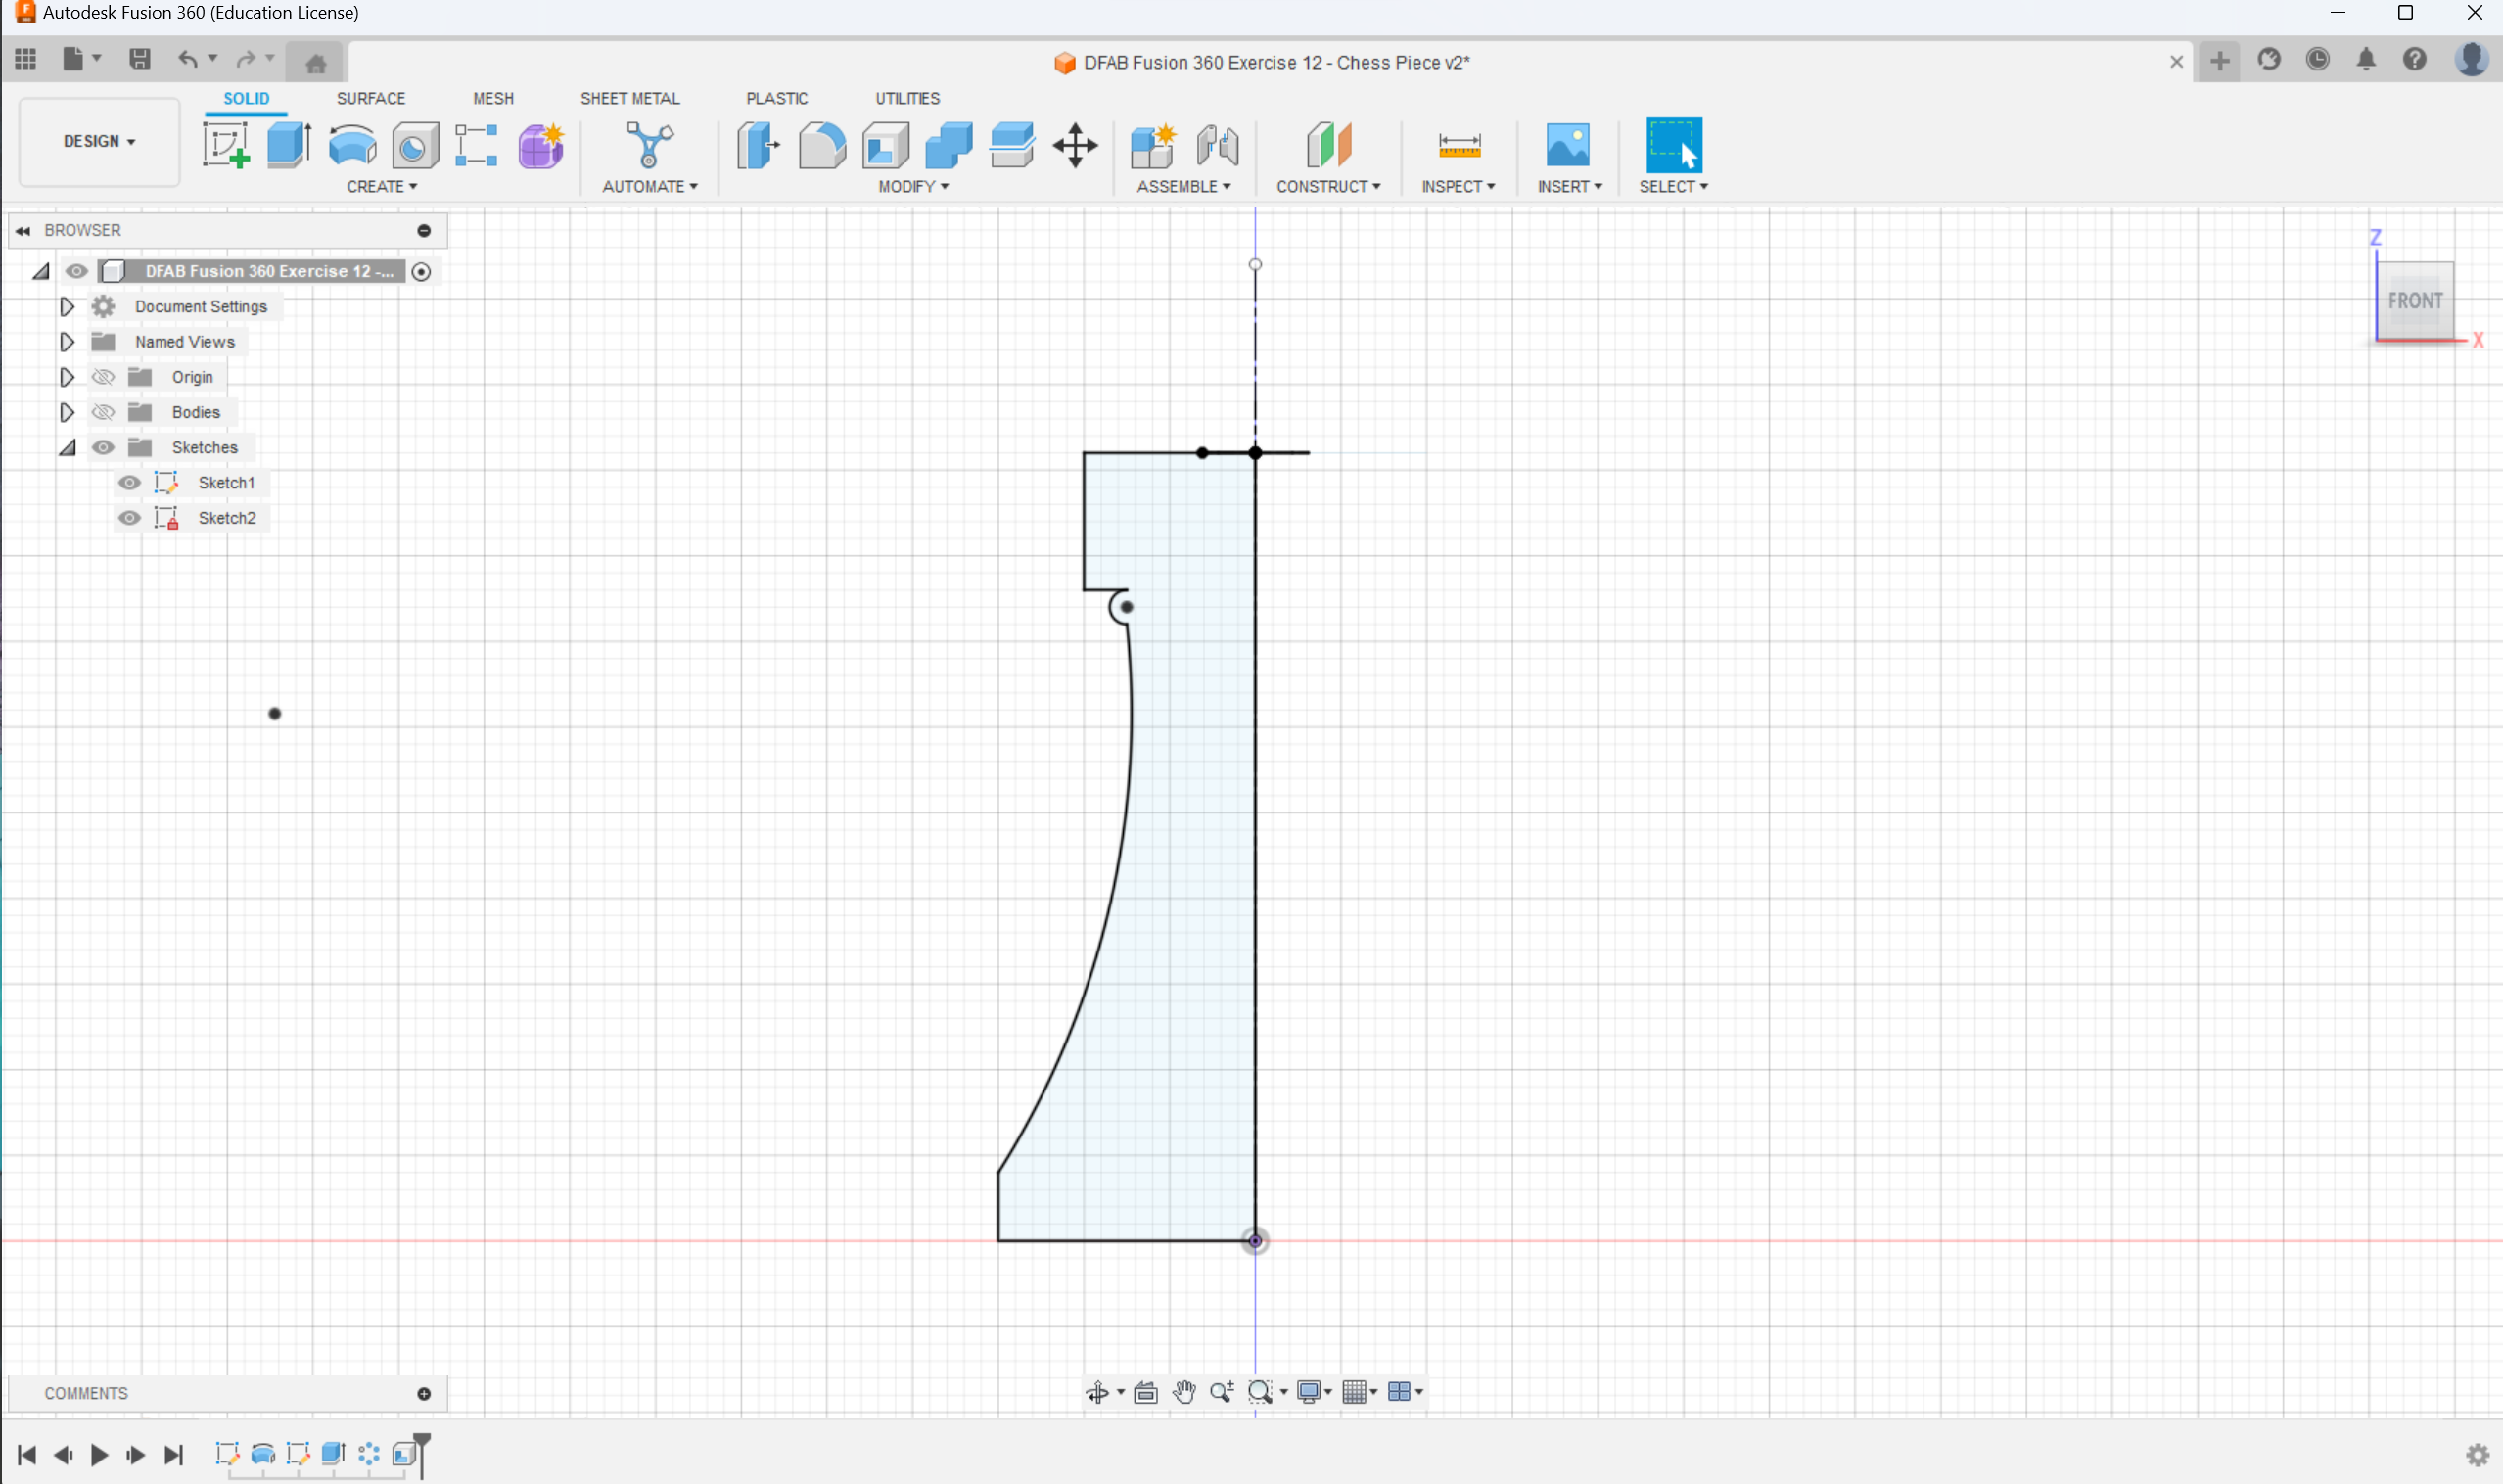 Autodesk Fusion 360 (Education License)
DFAB Fusion 360 Exercise 12 - Chess Piece v2*
SOLID SURFACE MESH SHEET METAL PLASTIC UTILITIES
DESIGN
CREATE AUTOMATE MODIFY ASSEMBLE CONSTRUCT INSPECT INSERT SELECT
BROWSER
DFAB Fusion 360 Exercise 12 -...
Document Settings
Named Views
Origin
Bodies
Sketches
Sketch1
Sketch2
Z
FRONT
X
COMMENTS